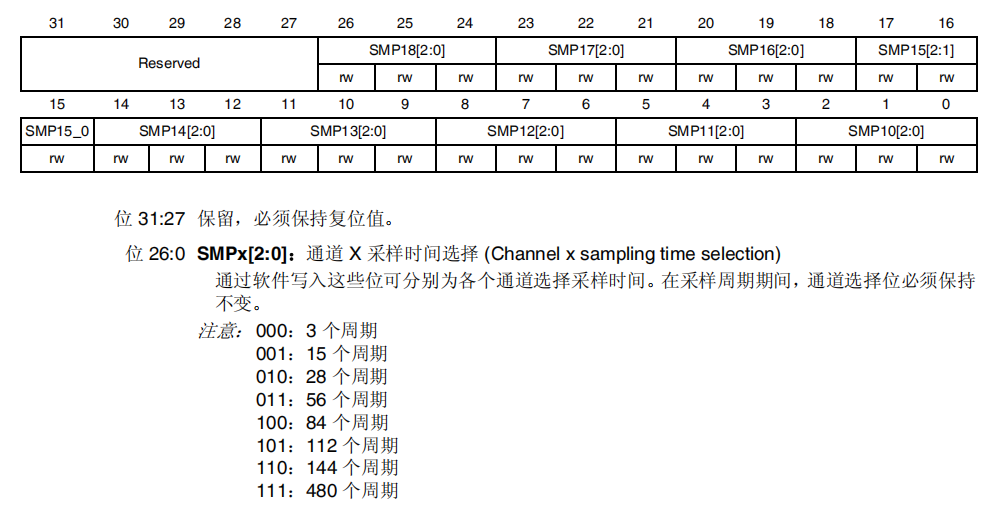 31 30 29 28 27 26 25 24 23 22 21 20 19 18 17 16
Reserved SMP18[2:0] SMP17[2:0] SMP16[2:0] SMP15[2:1]
rw rw rw rw rw rw rw rw rw rw rw
15 14 13 12 11 10 9 8 7 6 5 4 3 2 1 0
SMP15_0 SMP14[2:0] SMP13[2:0] SMP12[2:0] SMP11[2:0] SMP10[2:0]
rw rw rw rw rw rw rw rw rw rw rw rw rw rw rw rw
位 31:27 保留，必须保持复位值。
位 26:0 SMPx[2:0]：通道 X 采样时间选择 (Channel x sampling time selection)
通过软件写入这些位可分别为各个通道选择采样时间。在采样周期期间，通道选择位必须保持
不变。
注意：000：3 个周期
001：15 个周期
010：28 个周期
011：56 个周期
100：84 个周期
101：112 个周期
110：144 个周期
111：480 个周期